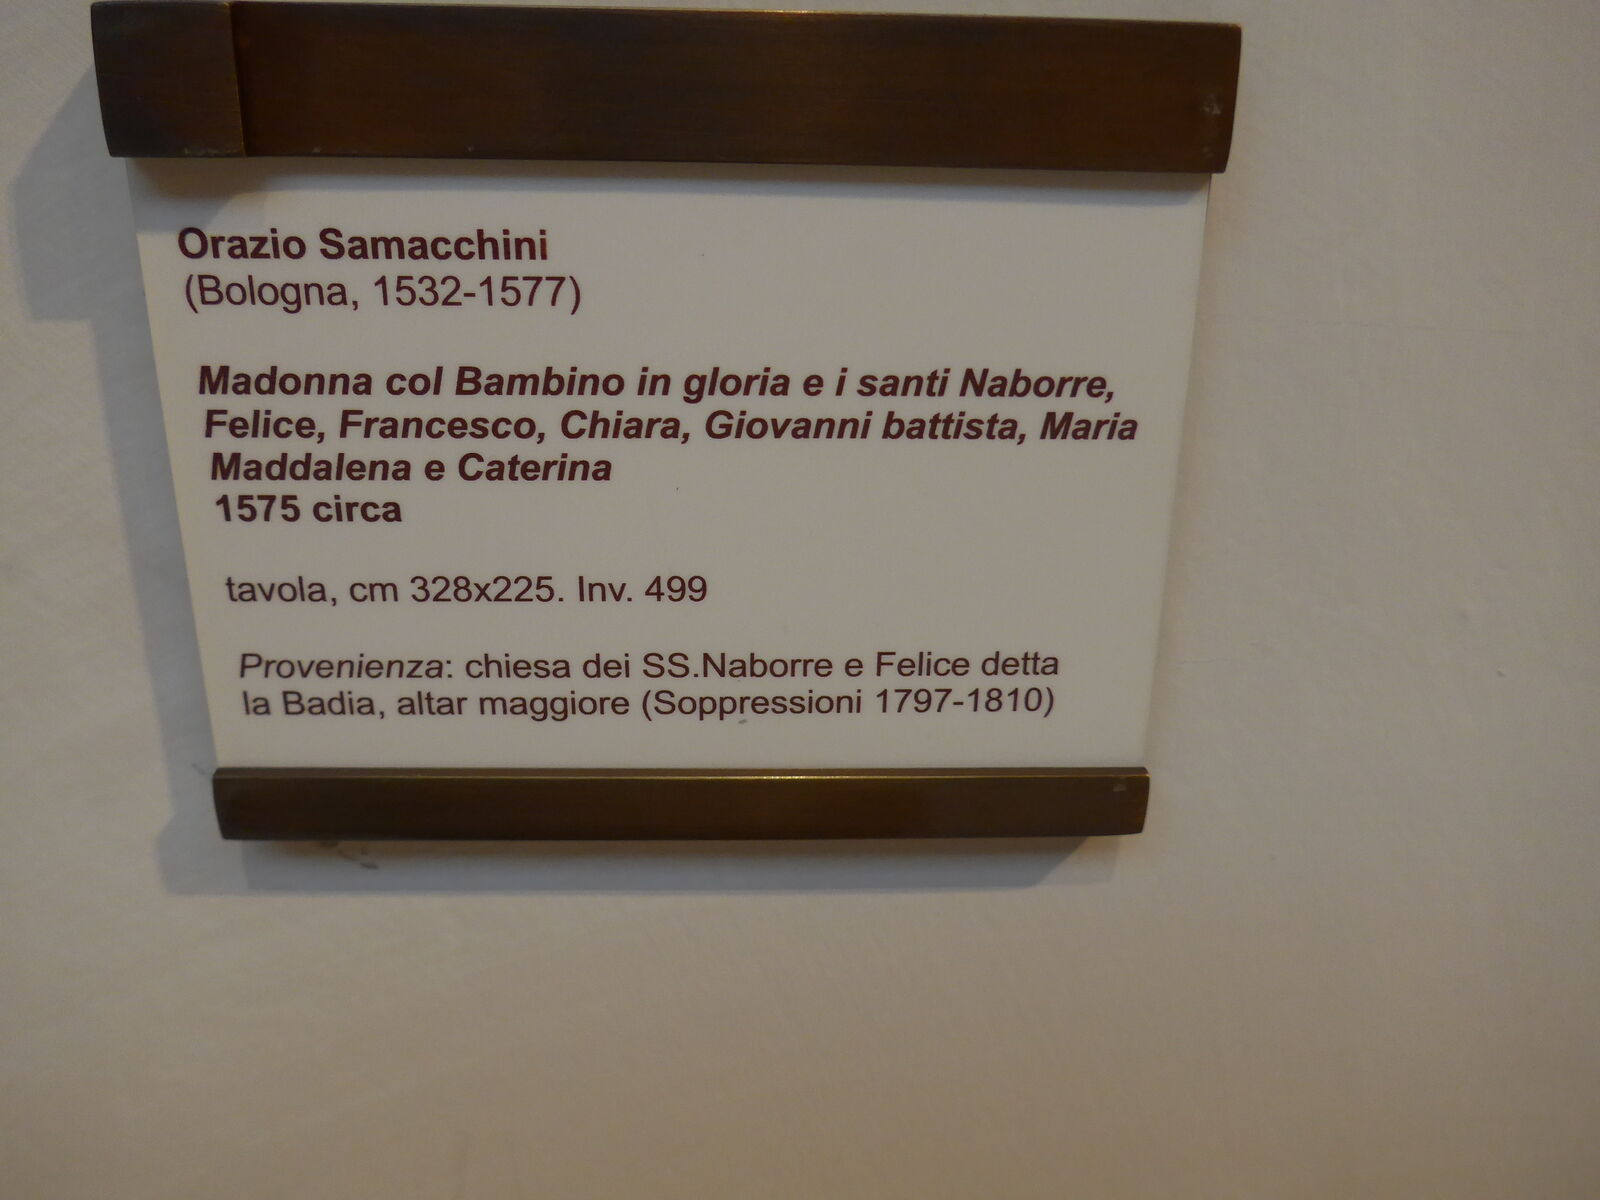 Orazio Samacchini
(Bologna, 1532-1577)
Madonna col Bambino in gloria e i santi Naborre,
Felice, Francesco, Chiara, Giovanni battista, Maria
Maddalena e Caterina
1575 circa
tavola, cm 328x225. Inv. 499
Provenienza: chiesa dei SS.Naborre e Felice detta
la Badia, altar maggiore (Soppressioni 1797-1810)